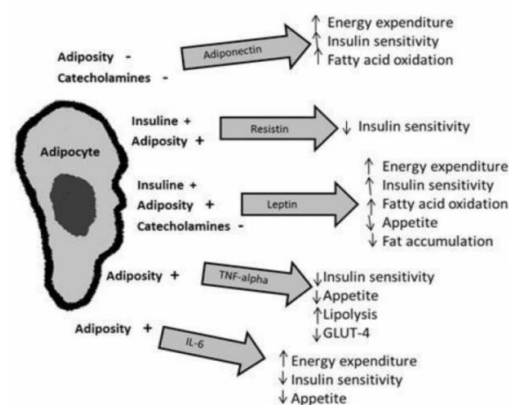 ↑ Energy expenditure
Adiposity - Adiponectin ↑ Insulin sensitivity
Catecholamines - ↑ Fatty acid oxidation
Insuline +
Adiposity + Resistin ↓ Insulin sensitivity
Adipocyte
Insuline +
Adiposity + Leptin
Catecholamines -
↑ Energy expenditure
↑ Insulin sensitivity
↑ Fatty acid oxidation
↓ Appetite
↓ Fat accumulation
Adiposity + TNF-alpha
↓ Insulin sensitivity
↓ Appetite
↑ Lipolysis
↓ GLUT-4
Adiposity + IL-6
↑ Energy expenditure
↓ Insulin sensitivity
↓ Appetite